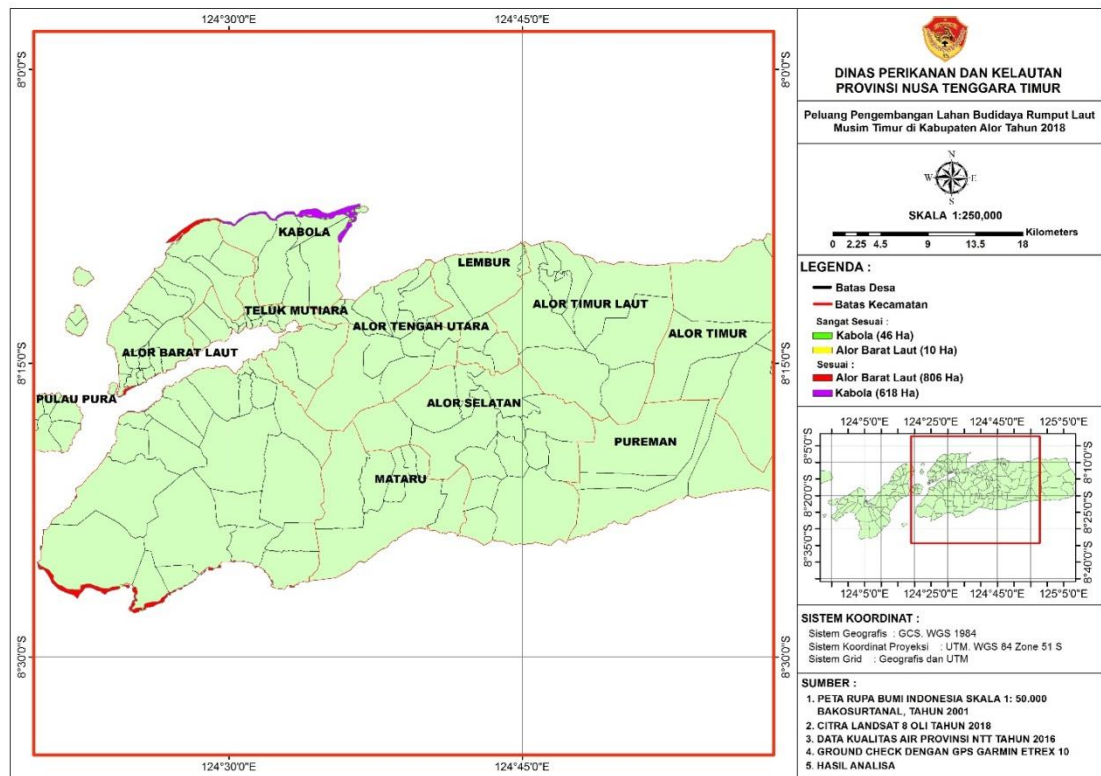 124°30'0"E 124°45'0"E
8°0'0"S
8°0'0"S
KABOLA
LEMBUR
ALOR TIMUR LAUT
TELUK MUTIARA
ALOR TENGAH UTARA
ALOR TIMUR
ALOR BARAT LAUT
8°15'0"S
8°15'0"S
PULAU PURA
ALOR SELATAN
PUREMAN
MATARU
8°30'0"S
8°30'0"S
124°30'0"E 124°45'0"E
DINAS PERIKANAN DAN KELAUTAN
PROVINSI NUSA TENGGARA TIMUR
Peluang Pengembangan Lahan Budidaya Rumput Laut
Musim Timur di Kabupaten Alor Tahun 2018
N
W E
S
SKALA 1:250,000
Kilometers
0 2.25 4.5 9 13.5 18
LEGENDA :
Batas Desa
Batas Kecamatan
Sangat Sesuai :
Kabola (46 Ha)
Alor Barat Laut (10 Ha)
Sesuai :
Alor Barat Laut (806 Ha)
Kabola (618 Ha)
124°5'0"E 124°25'0"E 124°45'0"E 125°5'0"E
8°5'0"S
8°20'0"S
8°35'0"S
8°10'0"S
8°25'0"S
8°40'0"S
124°5'0"E 124°25'0"E 124°45'0"E 125°5'0"E
SISTEM KOORDINAT :
Sistem Geografis : GCS. WGS 1984
Sistem Koordinat Proyeksi : UTM. WGS 84 Zone 51 S
Sistem Grid : Geografis dan UTM
SUMBER :
1. PETA RUPA BUMI INDONESIA SKALA 1: 50.000
BAKOSURTANAL, TAHUN 2001
2. CITRA LANDSAT 8 OLI TAHUN 2018
3. DATA KUALITAS AIR PROVINSI NTT TAHUN 2016
4. GROUND CHECK DENGAN GPS GARMIN ETREX 10
5. HASIL ANALISA